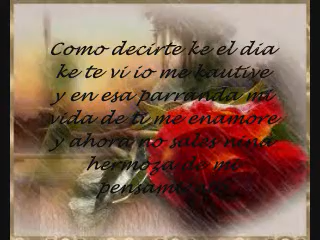 Como decirte ke el dia
ke te vi io me kautive
y en esa parranda mi
vida de ti me enamore
y ahora no sales niña
hermoza de mi